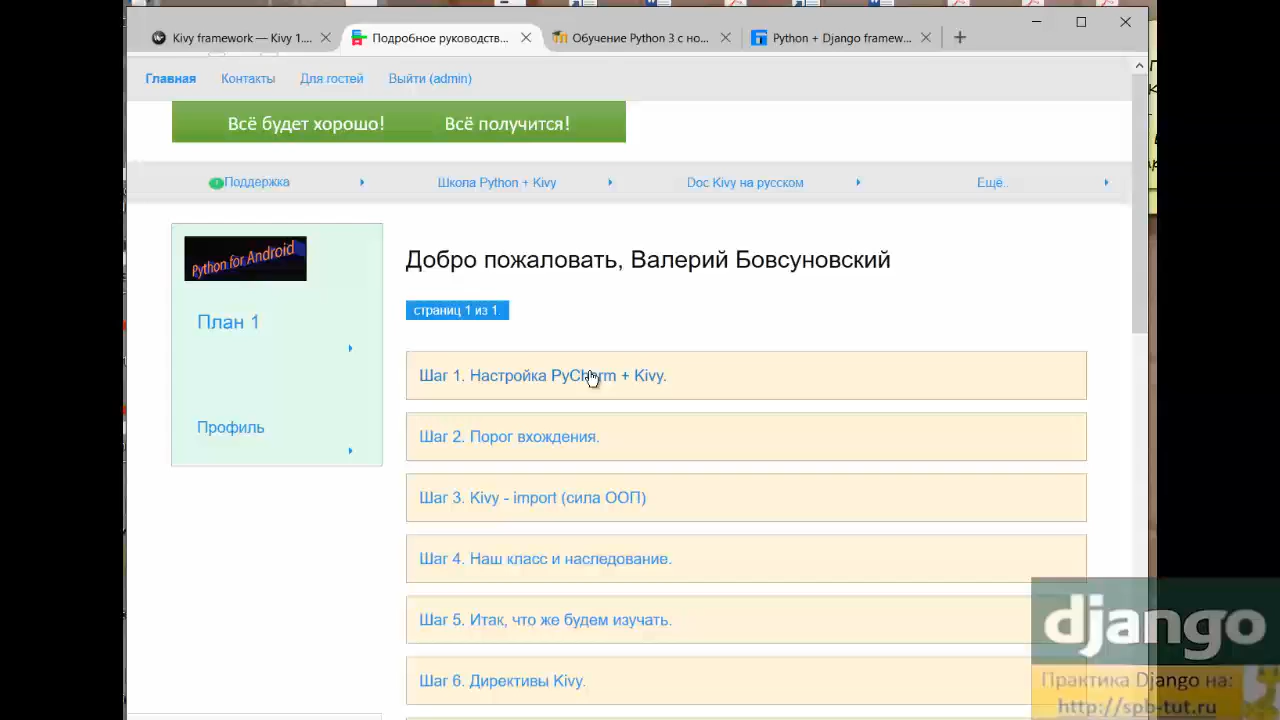 Kivy framework — Kivy 1....
Подробное руководств...
Обучение Python 3 с но...
Python + Django framew...
Главная
Контакты
Для гостей
Выйти (admin)
Всё будет хорошо!
Всё получится!
Поддержка
Школа Python + Kivy
Doc Kivy на русском
Ещё..
Python for Android
План 1
Профиль
Добро пожаловать, Валерий Бовсуновский
страниц 1 из 1.
Шаг 1. Настройка PyCharm + Kivy.
Шаг 2. Порог вхождения.
Шаг 3. Kivy - import (сила ООП)
Шаг 4. Наш класс и наследование.
Шаг 5. Итак, что же будем изучать.
Шаг 6. Директивы Kivy.
django
Практика Django на:
http://spb-tut.ru